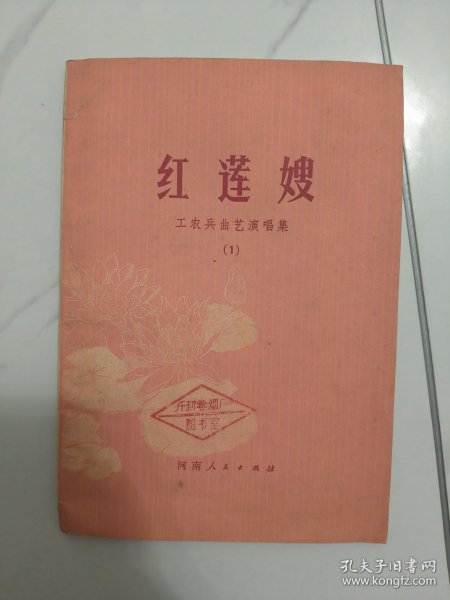 红莲嫂
工农兵曲艺演唱集
(1)
开封卷烟厂
图书室
河南人民出版社
孔夫子旧书网
www.kongfz.com